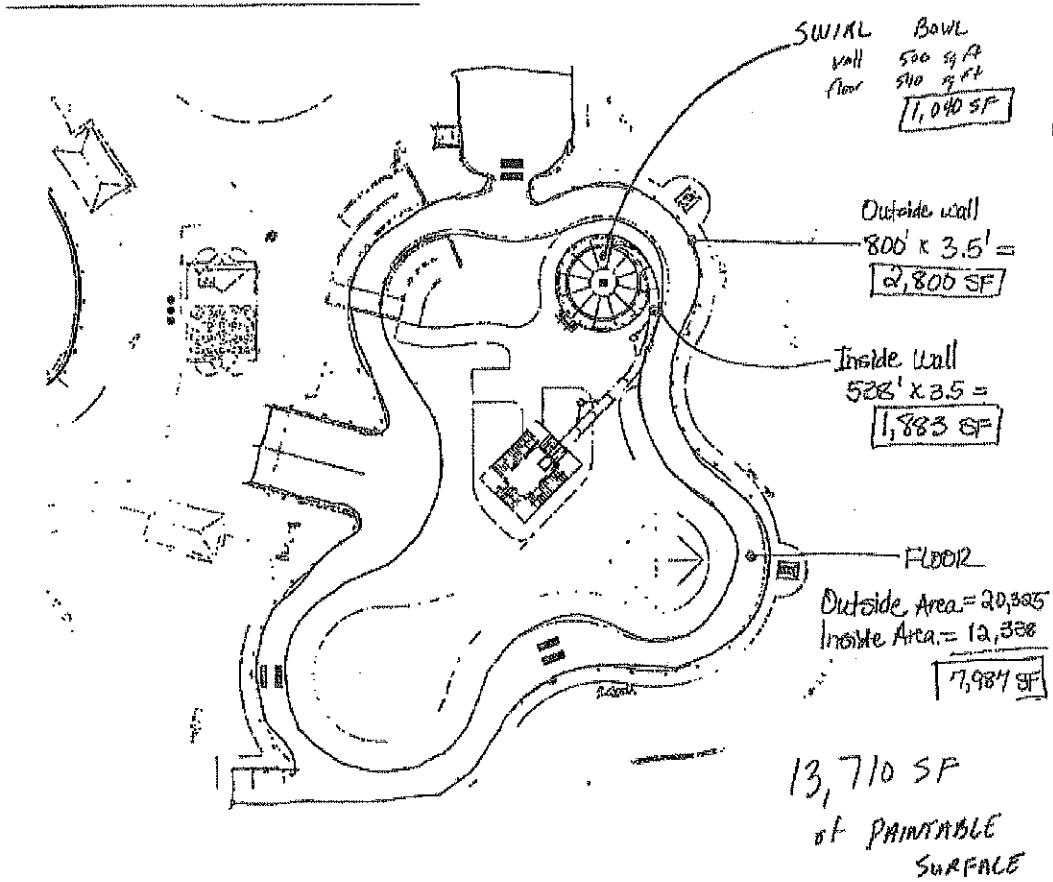 SWIRL BOWL
wall 500 sq ft
floor 540 sq ft
1,040 SF
Outside wall
800' x 3.5' =
2,800 SF
Inside Wall
538' x 3.5 =
1,883 SF
FLOOR
Outside Area = 20,325
Inside Area = 12,338
7,987 SF
13,710 SF
of PAINTABLE
SURFACE